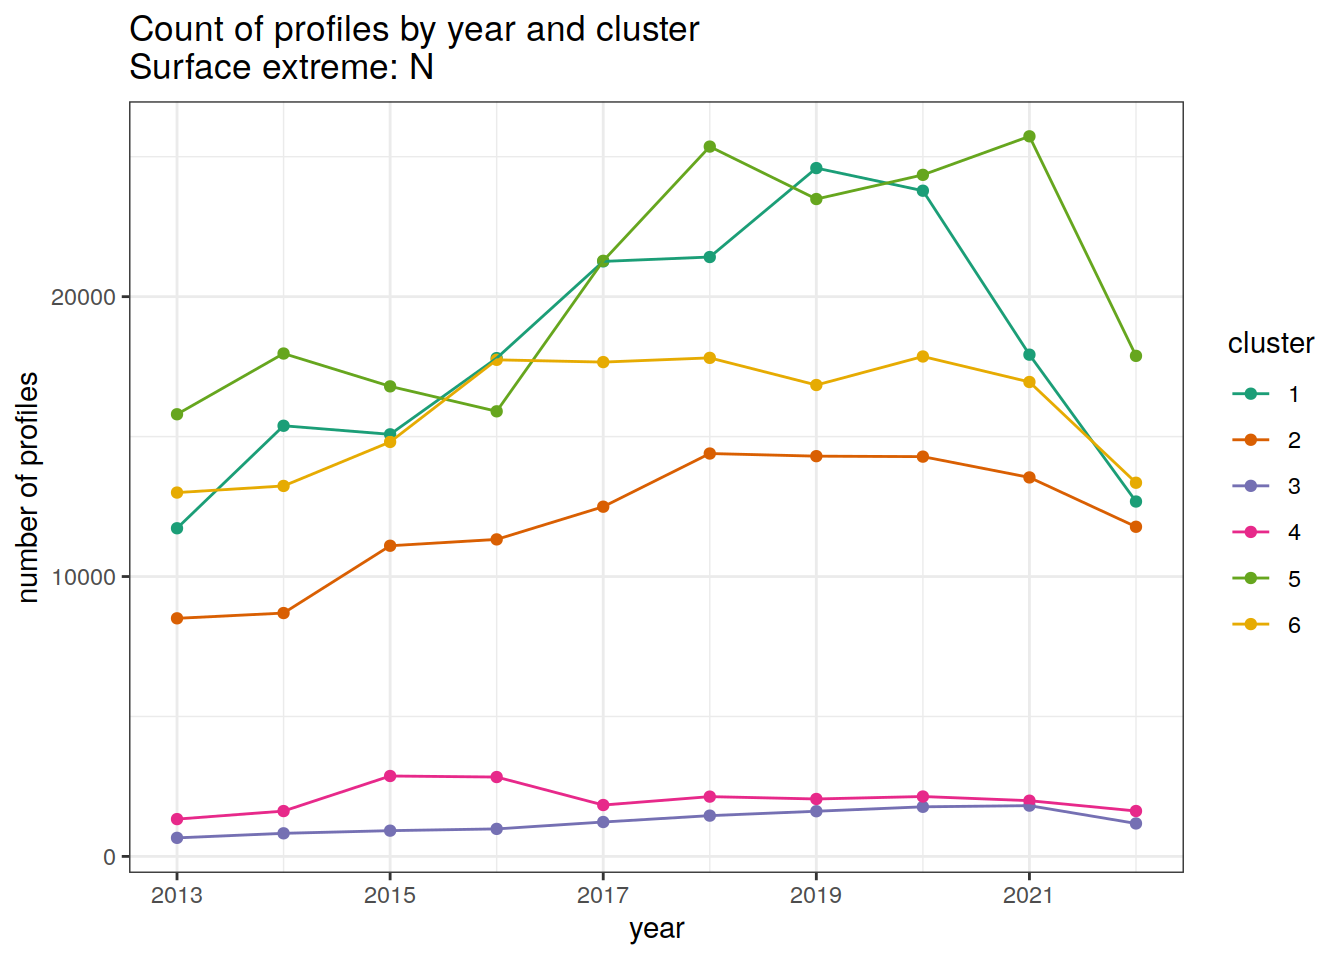 Count of profiles by year and cluster
Surface extreme: N
number of profiles
20000
10000
0
2013 2015 2017 2019 2021
year
cluster
1
2
3
4
5
6